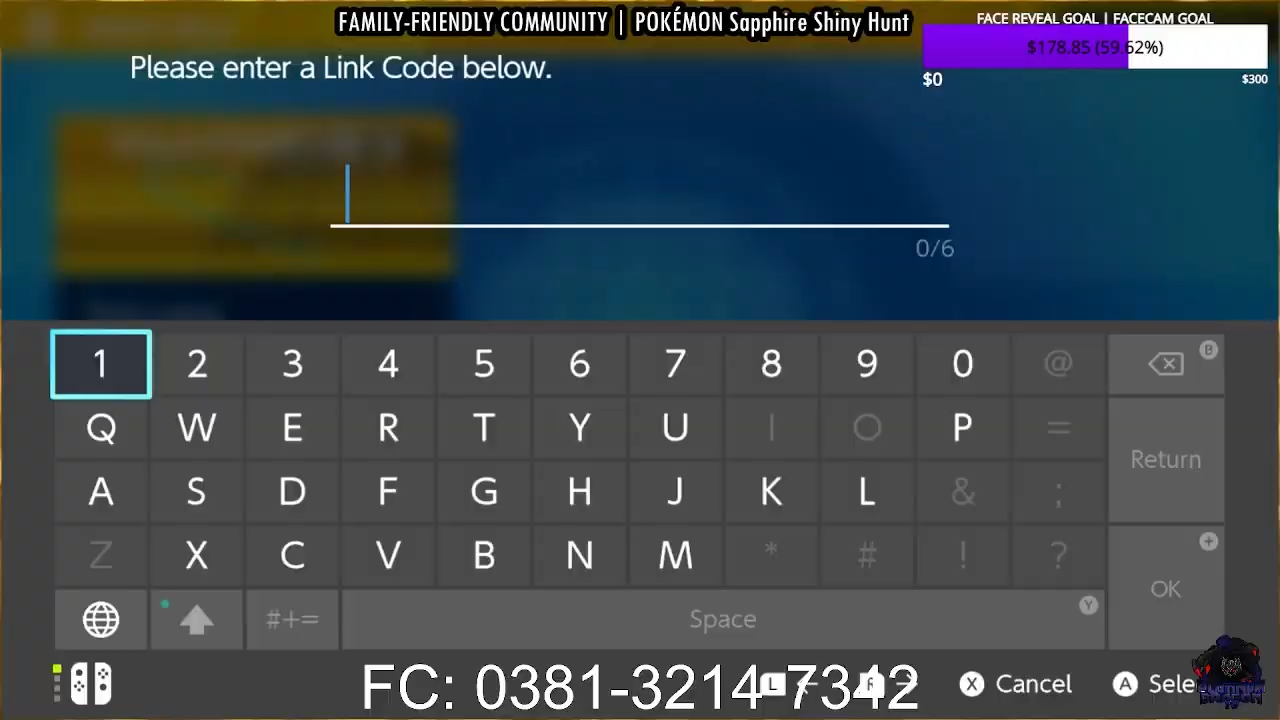 FAMILY-FRIENDLY COMMUNITY | POKÉMON Sapphire Shiny Hunt
FACE REVEAL GOAL | FACECAM GOAL
$178.85 (59.62%)
$0 $300
Please enter a Link Code below.
0/6
1 2 3 4 5 6 7 8 9 0 @ B
Q W E R T Y U I O P =
Return
A S D F G H J K L & ;
Z X C V B N M * # ! ? +
OK
#+= Space Y
FC: 0381-3214-7342
L R X Cancel A Selec